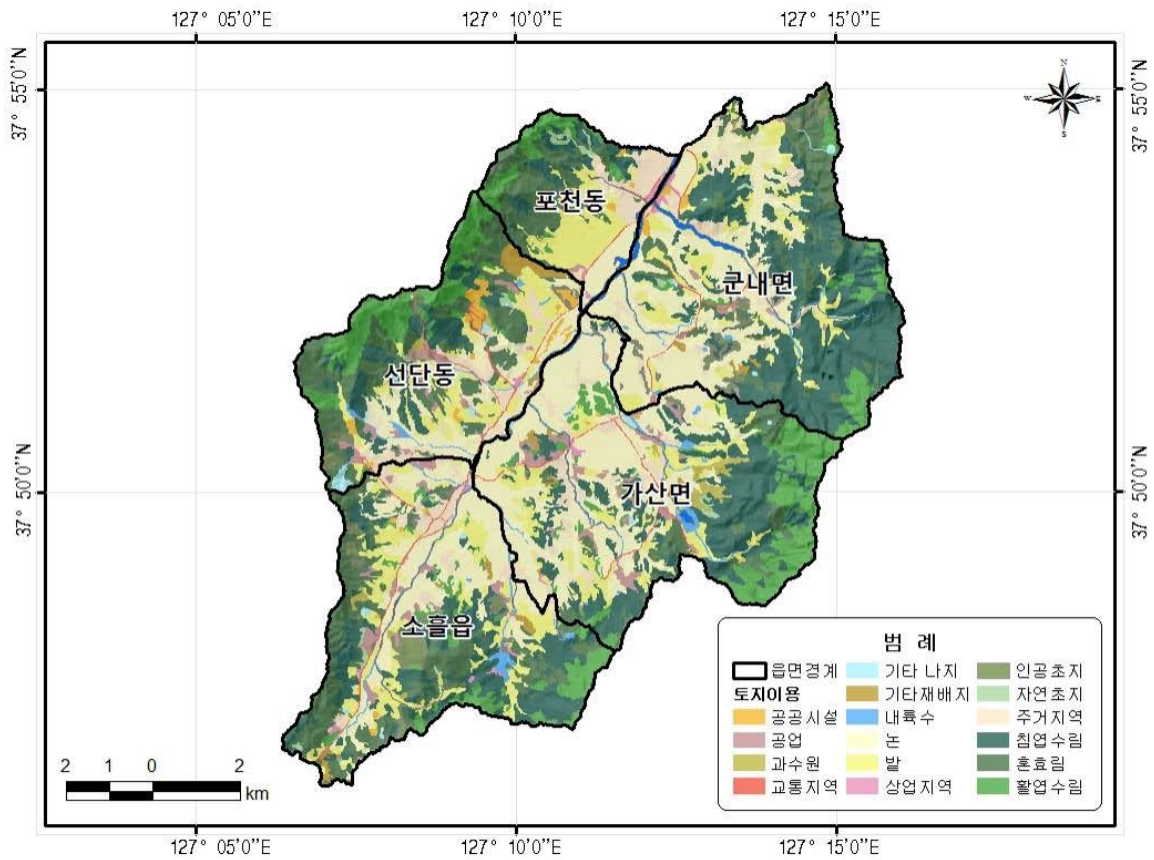 127° 05'0"E 127° 10'0"E 127° 15'0"E
37° 55'0"N
37° 55'0"N
N
W E
S
포천동
군내면
선단동
37° 50'0"N
37° 50'0"N
가산면
소흘읍
범 례
읍면경계 기타 나지 인공초지
토지이용 기타재배지 자연초지
공공시설 내륙수 주거지역
공업 논 침엽수림
과수원 밭 혼효림
교통지역 상업지역 활엽수림
2 1 0 2
km
127° 05'0"E 127° 10'0"E 127° 15'0"E